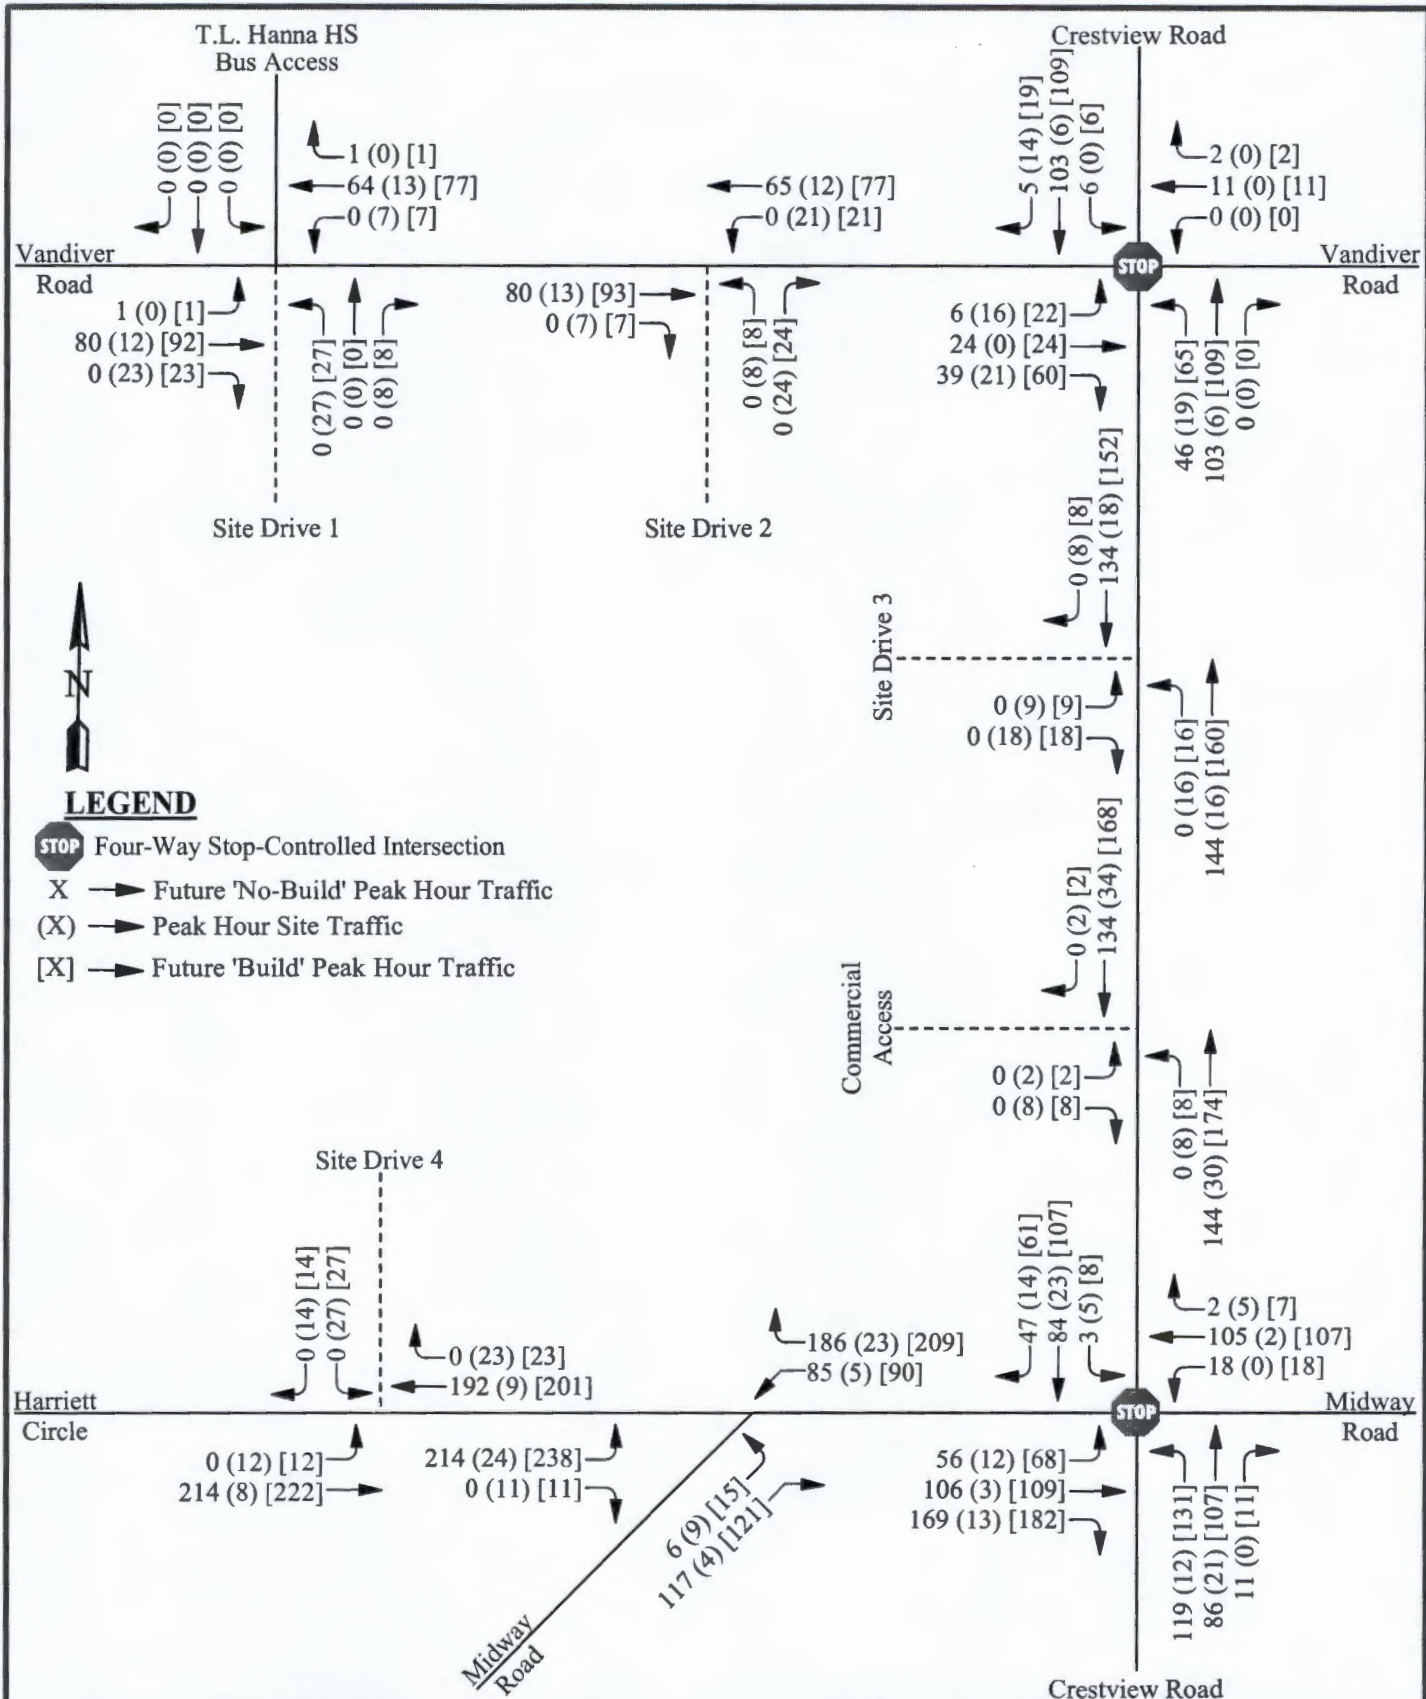 T.L. Hanna HS
Bus Access
Crestview Road
0 (0) [0]
0 (0) [0]
0 (0) [0]
1 (0) [1]
64 (13) [77]
0 (7) [7]
65 (12) [77]
0 (21) [21]
5 (14) [19]
103 (6) [109]
6 (0) [6]
2 (0) [2]
11 (0) [11]
0 (0) [0]
Vandiver
Road
STOP
Vandiver
Road
1 (0) [1]
80 (12) [92]
0 (23) [23]
0 (27) [27]
0 (0) [0]
0 (8) [8]
80 (13) [93]
0 (7) [7]
0 (8) [8]
0 (24) [24]
6 (16) [22]
24 (0) [24]
39 (21) [60]
46 (19) [65]
103 (6) [109]
0 (0) [0]
Site Drive 1
Site Drive 2
0 (8) [8]
134 (18) [152]
Site Drive 3
0 (9) [9]
0 (18) [18]
0 (16) [16]
144 (16) [160]
N
LEGEND
STOP Four-Way Stop-Controlled Intersection
X Future 'No-Build' Peak Hour Traffic
(X) Peak Hour Site Traffic
[X] Future 'Build' Peak Hour Traffic
0 (2) [2]
134 (34) [168]
Commercial
Access
0 (2) [2]
0 (8) [8]
0 (8) [8]
144 (30) [174]
Site Drive 4
0 (14) [14]
0 (27) [27]
0 (23) [23]
192 (9) [201]
186 (23) [209]
85 (5) [90]
47 (14) [61]
84 (23) [107]
3 (5) [8]
2 (5) [7]
105 (2) [107]
18 (0) [18]
Harriett
Circle
STOP
Midway
Road
0 (12) [12]
214 (8) [222]
214 (24) [238]
0 (11) [11]
6 (9) [15]
117 (4) [121]
56 (12) [68]
106 (3) [109]
169 (13) [182]
119 (12) [131]
86 (21) [107]
11 (0) [11]
Midway
Road
Crestview Road